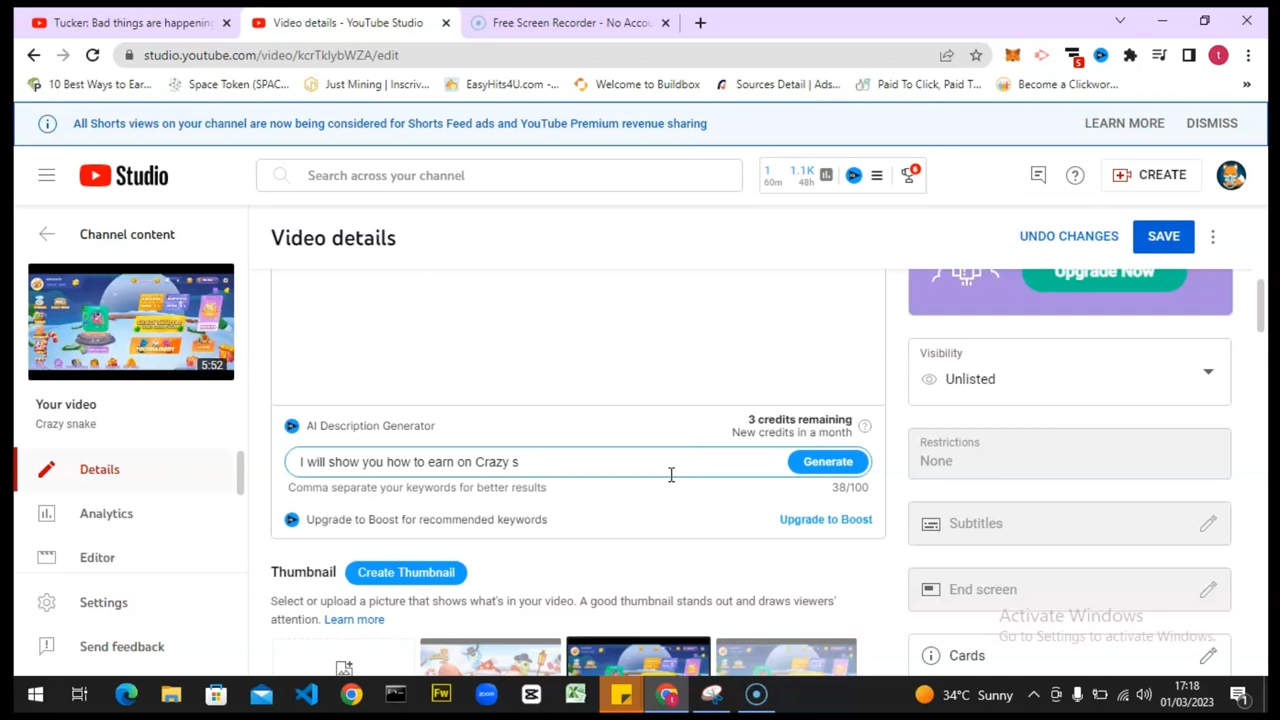 Tucker: Bad things are happening
Video details - YouTube Studio
Free Screen Recorder - No Accou
studio.youtube.com/video/kcrTklybWZA/edit
5
t
10 Best Ways to Ear...
Space Token (SPAC...
Just Mining | Inscriv...
EasyHits4U.com -...
Welcome to Buildbox
Sources Detail | Ads...
Paid To Click, Paid T...
Become a Clickwor...
»
All Shorts views on your channel are now being considered for Shorts Feed ads and YouTube Premium revenue sharing
LEARN MORE
DISMISS
Studio
Search across your channel
1
60m
1.1K
48h
6
CREATE
Channel content
Video details
UNDO CHANGES
SAVE
Upgrade Now
5:52
Your video
Crazy snake
Visibility
Unlisted
AI Description Generator
3 credits remaining
New credits in a month
I will show you how to earn on Crazy s
Generate
Comma separate your keywords for better results
38/100
Restrictions
None
Details
Upgrade to Boost for recommended keywords
Upgrade to Boost
Analytics
Subtitles
Editor
Thumbnail
Create Thumbnail
End screen
Settings
Select or upload a picture that shows what's in your video. A good thumbnail stands out and draws viewers'
attention. Learn more
Activate Windows
Go to Settings to activate Windows.
Send feedback
Cards
Fw
zoom
34°C Sunny
17:18
01/03/2023
1